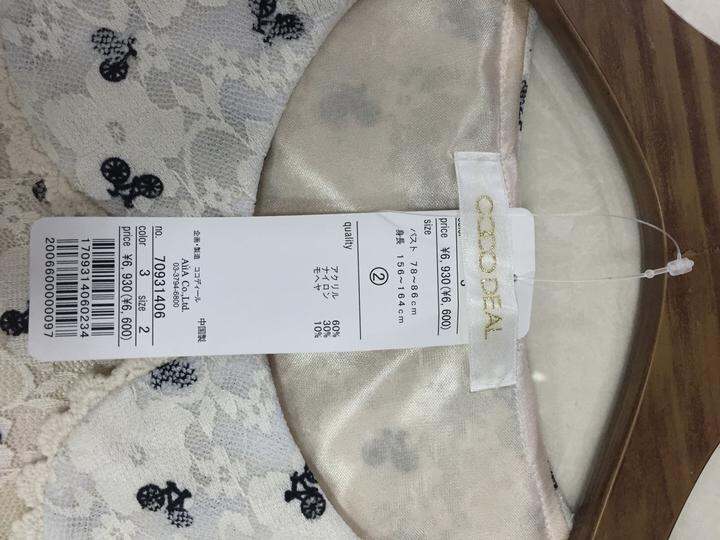 COCO DEAL
price ¥6,930(¥6,600)
size
バスト 78~86cm
身長 156~164cm
②
quality
アクリル 60%
ナイロン 30%
モヘヤ 10%
企画・製造 ココディール 中国製
AiiA Co.,Ltd.
03-3794-6800
no. 70931406
color 3 size 2
price ¥6,930(¥6,600)
1709314060234
2006600000097